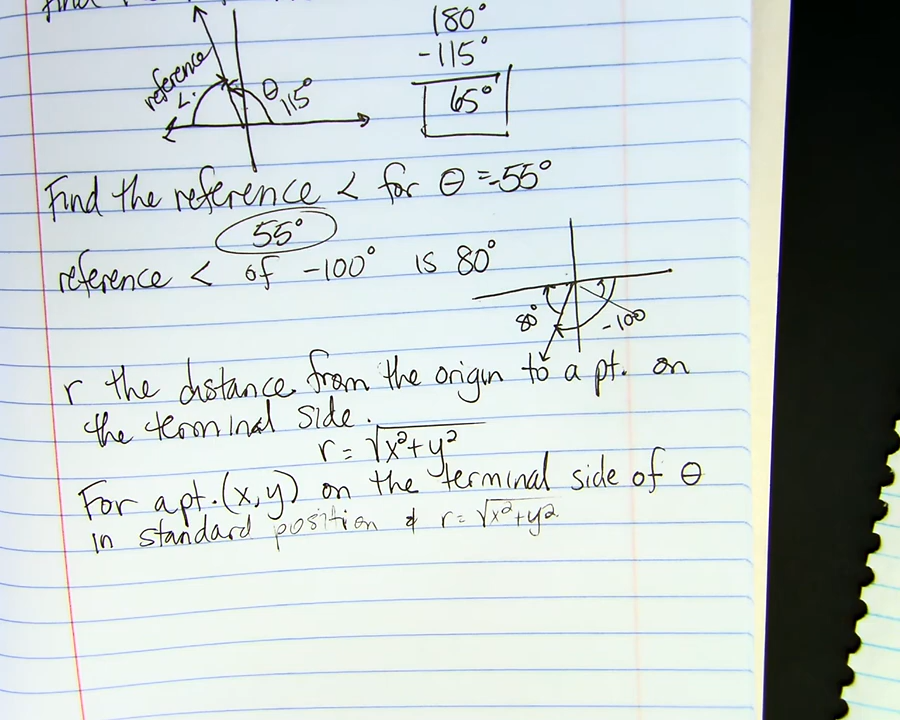 Find
180°
-115°
65°
reference
∠.
θ
115°
Find the reference < for θ = -55°
55°
reference < of -100° is 80°
80°
-100
r the distance from the origin to a pt. on
the terminal side.
r = √x²+y²
For a pt. (x,y) on the terminal side of θ
in standard position & r = √x²+y²